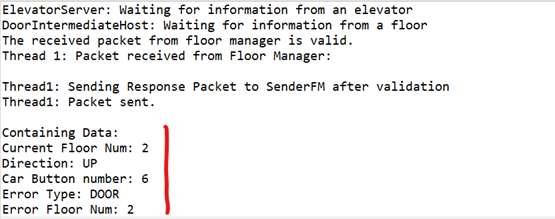 ElevatorServer: Waiting for information from an elevator
DoorIntermediateHost: Waiting for information from a floor
The received packet from floor manager is valid.
Thread 1: Packet received from Floor Manager:
Thread1: Sending Response Packet to SenderFM after validation
Thread1: Packet sent.
Containing Data:
Current Floor Num: 2
Direction: UP
Car Button number: 6
Error Type: DOOR
Error Floor Num: 2